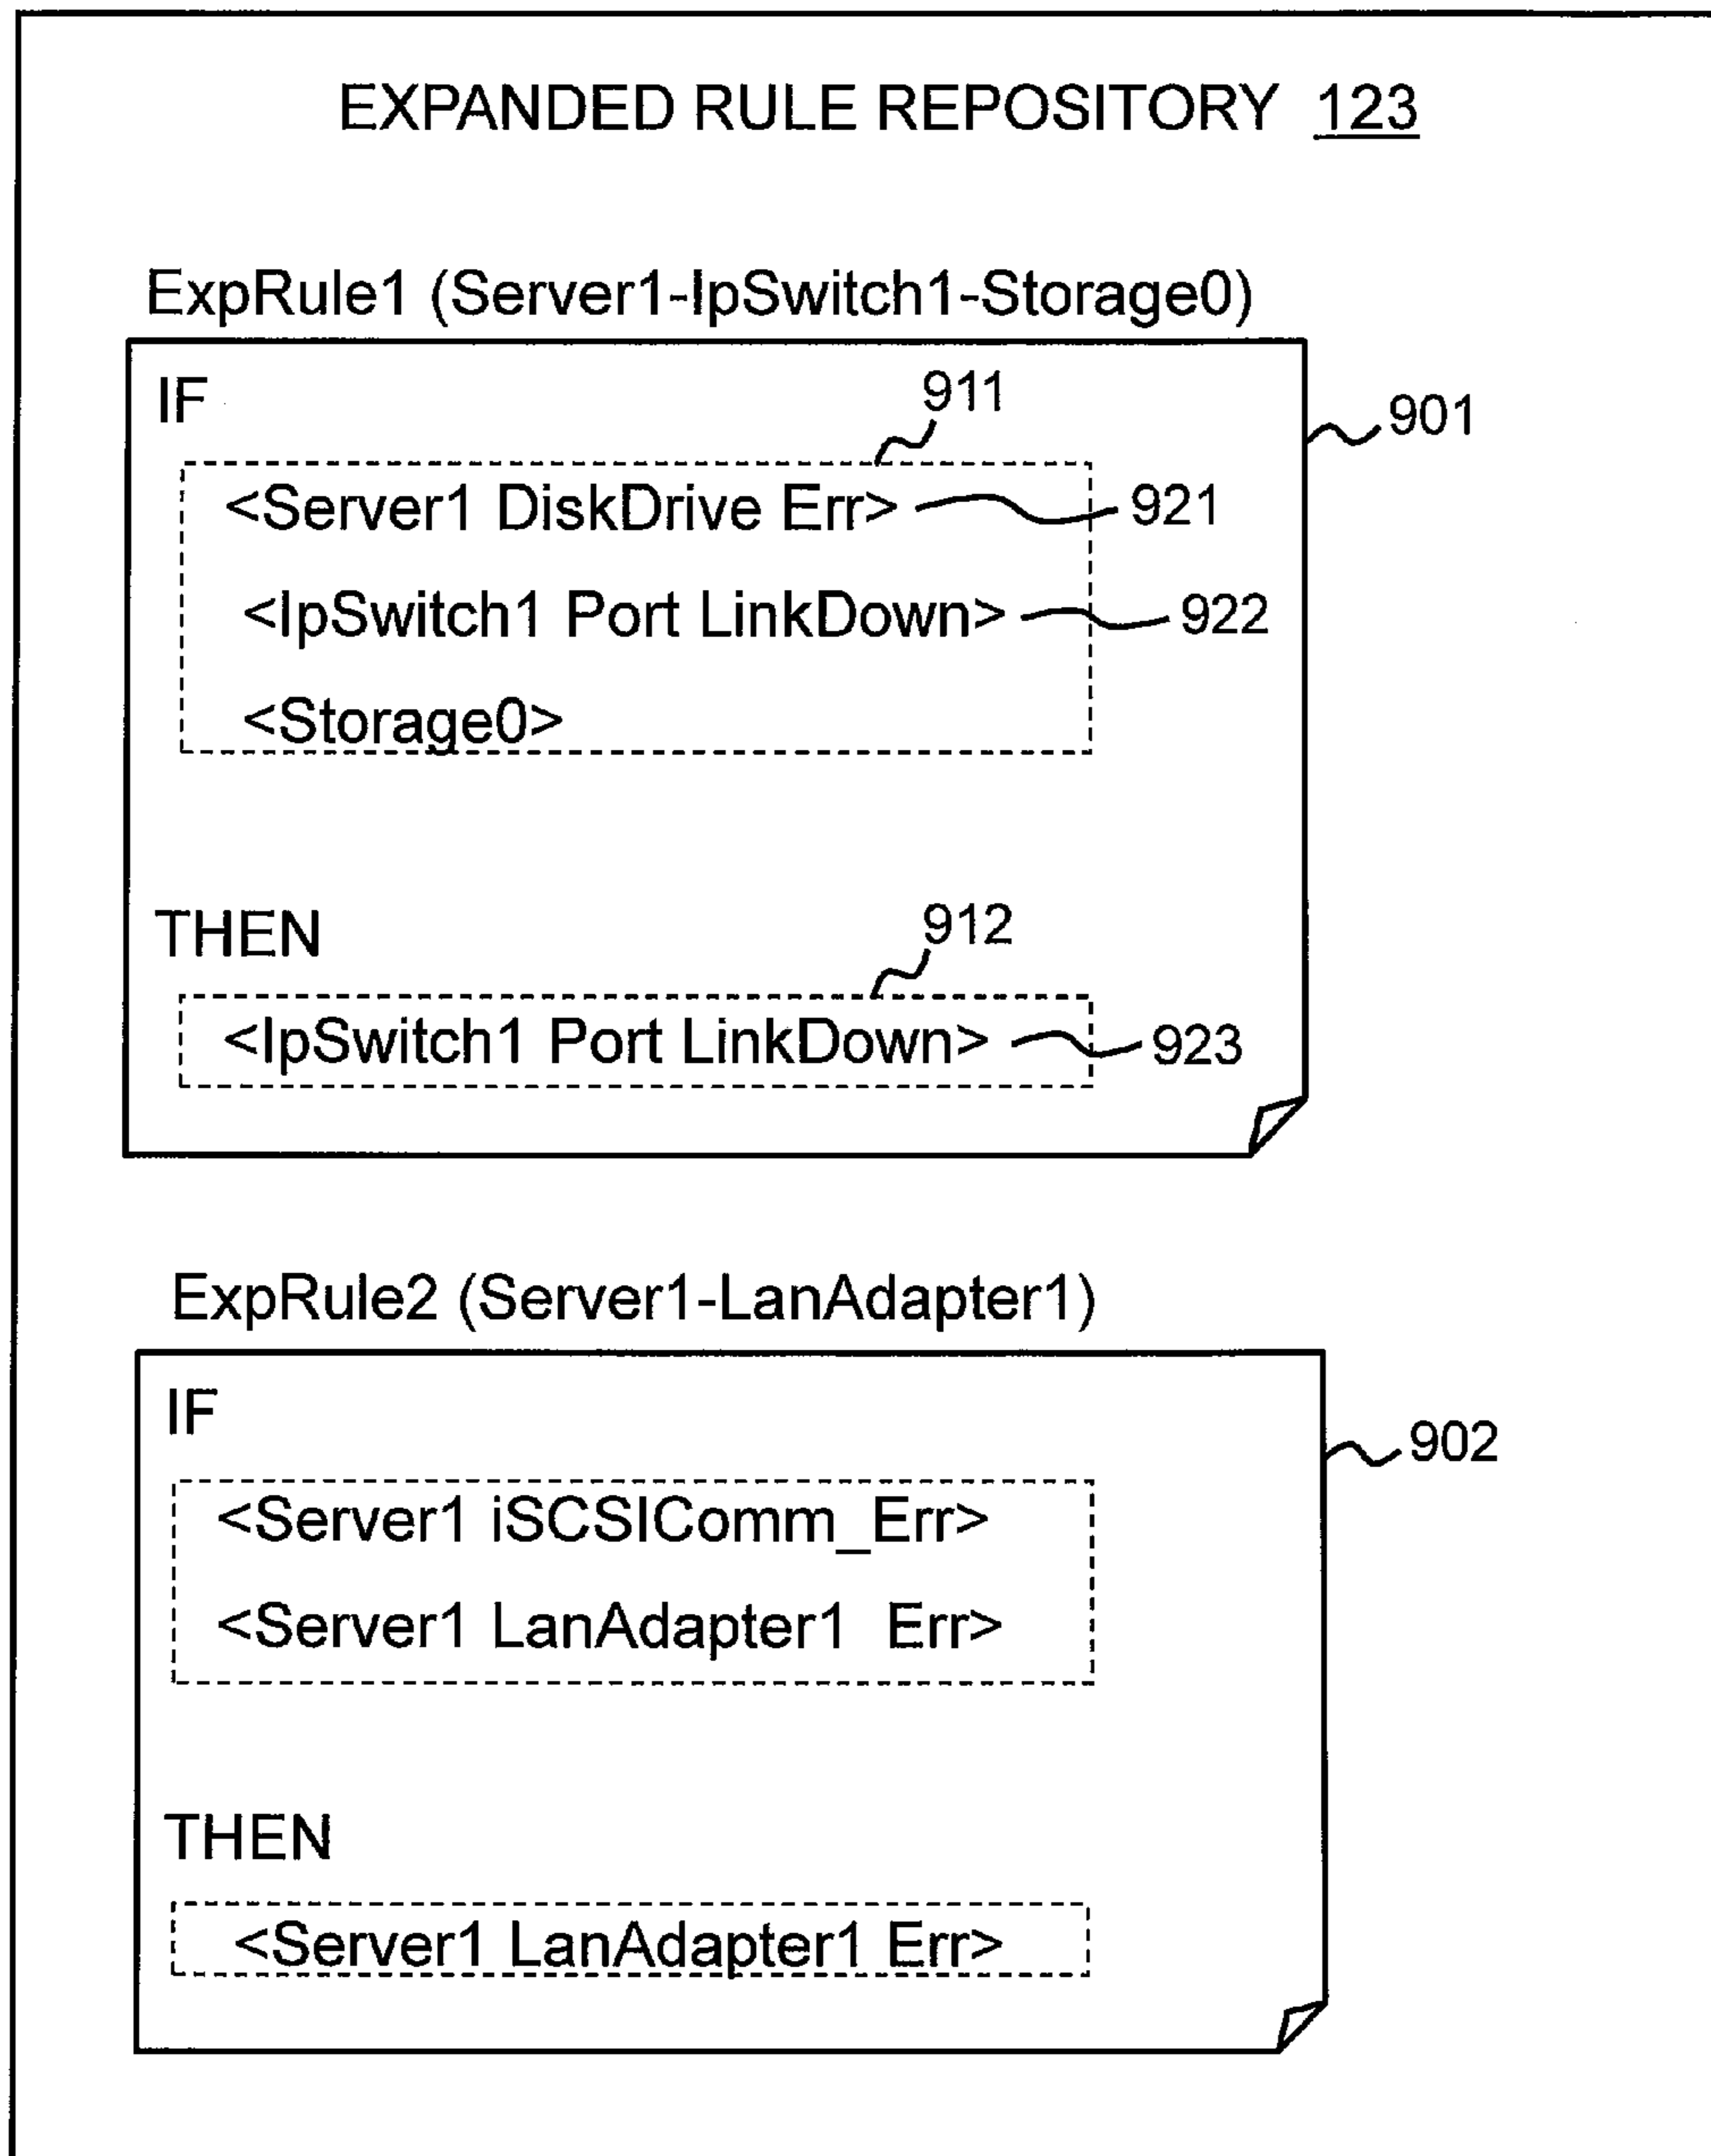 EXPANDED RULE REPOSITORY 123
ExpRule1 (Server1-IpSwitch1-Storage0)
IF
911
901
<Server1 DiskDrive Err> 921
<IpSwitch1 Port LinkDown> 922
<Storage0>
THEN
912
<IpSwitch1 Port LinkDown> 923
ExpRule2 (Server1-LanAdapter1)
IF
902
<Server1 iSCSIComm_Err>
<Server1 LanAdapter1 Err>
THEN
<Server1 LanAdapter1 Err>